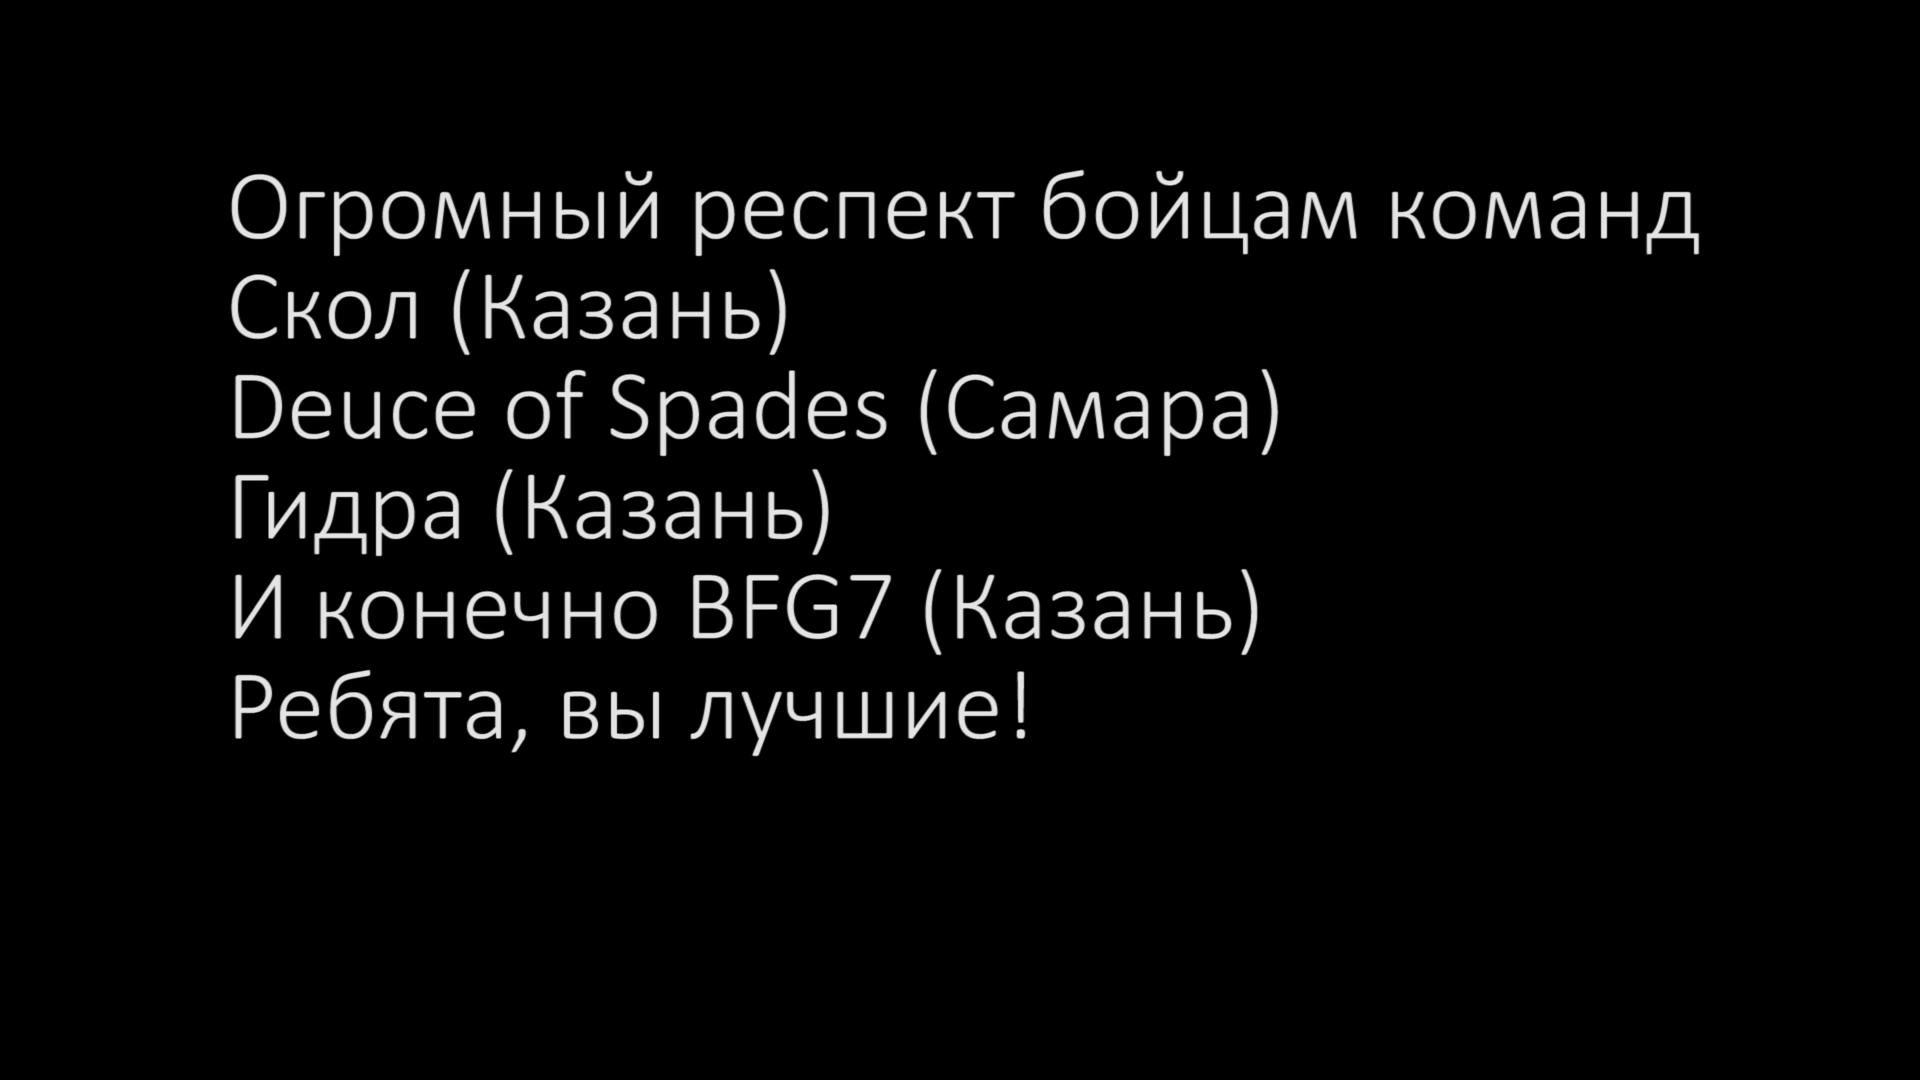 Огромный респект бойцам команд
Скол (Казань)
Deuce of Spades (Самара)
Гидра (Казань)
И конечно BFG7 (Казань)
Ребята, вы лучшие!